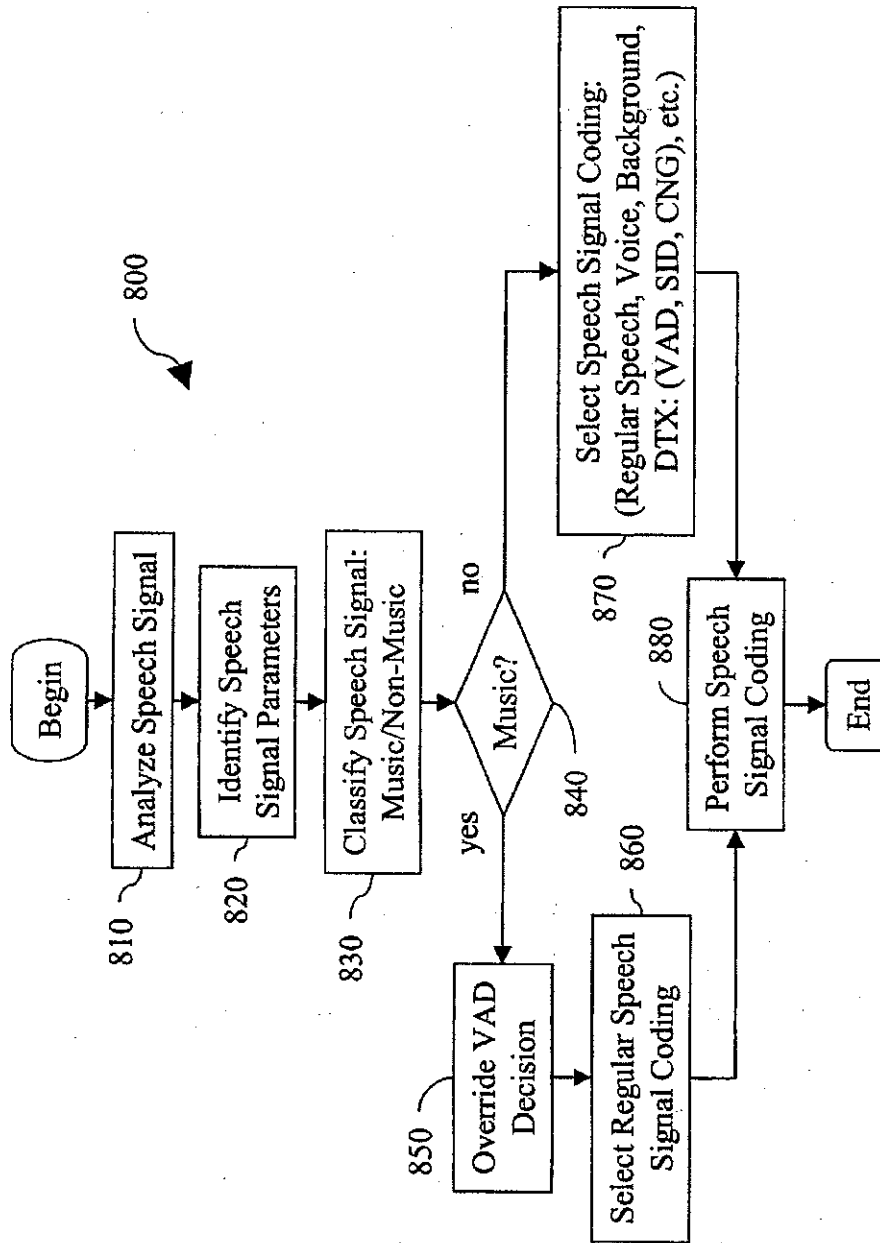 800
Begin
810
Analyze Speech Signal
820
Identify Speech
Signal Parameters
830
Classify Speech Signal:
Music/Non-Music
840
Music?
yes
no
850
Override VAD
Decision
860
Select Regular Speech
Signal Coding
870
Select Speech Signal Coding:
(Regular Speech, Voice, Background,
DTX: (VAD, SID, CNG), etc.)
880
Perform Speech
Signal Coding
End